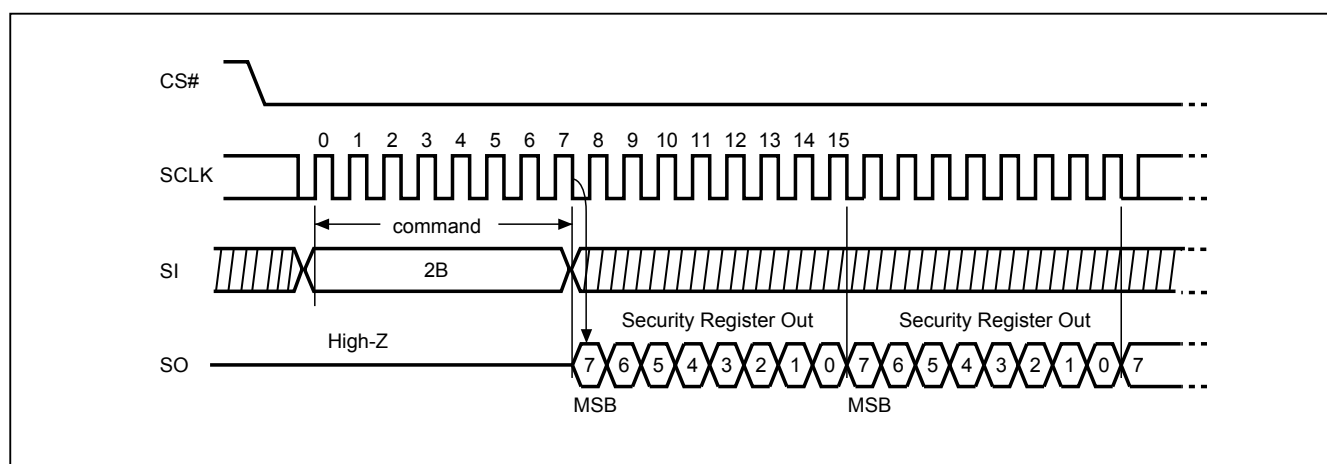 CS#
0 1 2 3 4 5 6 7 8 9 10 11 12 13 14 15
SCLK
command
SI
2B
Security Register Out Security Register Out
High-Z
SO
7 6 5 4 3 2 1 0 7 6 5 4 3 2 1 0 7
MSB MSB